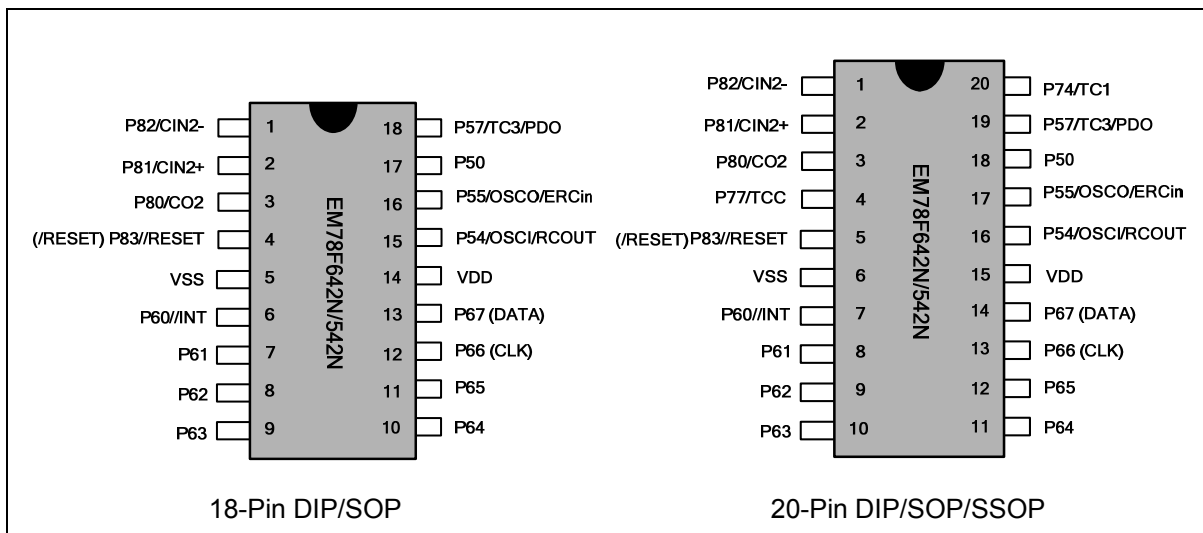 P82/CIN2- 1 18 P57/TC3/PDO
P81/CIN2+ 2 17 P50
P80/CO2 3 16 P55/OSCO/ERCin
(/RESET) P83//RESET 4 15 P54/OSCI/RCOUT
VSS 5 14 VDD
P60//INT 6 13 P67 (DATA)
P61 7 12 P66 (CLK)
P62 8 11 P65
P63 9 10 P64
EM78F642N/542N
18-Pin DIP/SOP
P82/CIN2- 1 20 P74/TC1
P81/CIN2+ 2 19 P57/TC3/PDO
P80/CO2 3 18 P50
P77/TCC 4 17 P55/OSCO/ERCin
(/RESET) P83//RESET 5 16 P54/OSCI/RCOUT
VSS 6 15 VDD
P60//INT 7 14 P67 (DATA)
P61 8 13 P66 (CLK)
P62 9 12 P65
P63 10 11 P64
EM78F642N/542N
20-Pin DIP/SOP/SSOP